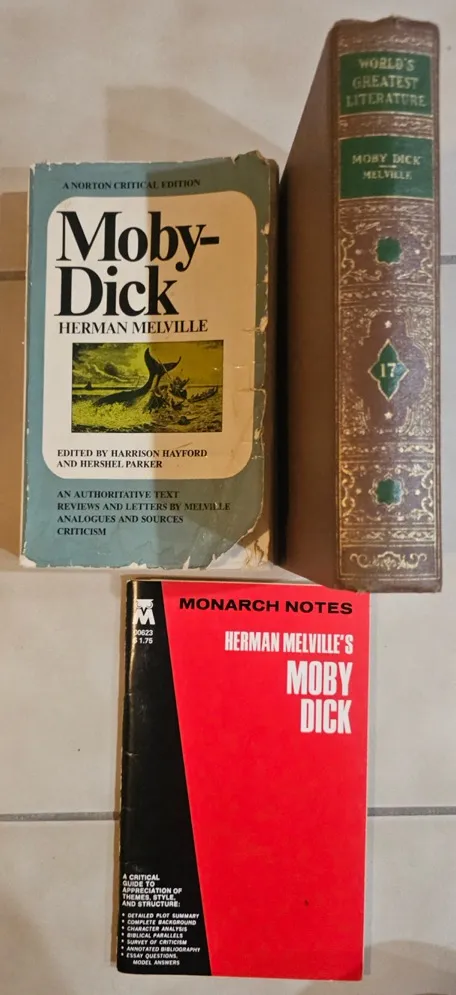 A NORTON CRITICAL EDITION
Moby-
Dick
HERMAN MELVILLE
EDITED BY HARRISON HAYFORD
AND HERSHEL PARKER
AN AUTHORITATIVE TEXT
REVIEWS AND LETTERS BY MELVILLE
ANALOGUES AND SOURCES
CRITICISM
WORLD'S
GREATEST
LITERATURE
MOBY DICK
MELVILLE
17
M
00623
$1.75
MONARCH NOTES
HERMAN MELVILLE'S
MOBY
DICK
A CRITICAL
GUIDE TO
APPRECIATION OF
THEMES, STYLE,
AND STRUCTURE:
• DETAILED PLOT SUMMARY
• COMPLETE BACKGROUND
• CHARACTER ANALYSIS
• BIBLICAL PARALLELS
• SURVEY OF CRITICISM
• ANNOTATED BIBLIOGRAPHY
• ESSAY QUESTIONS,
MODEL ANSWERS